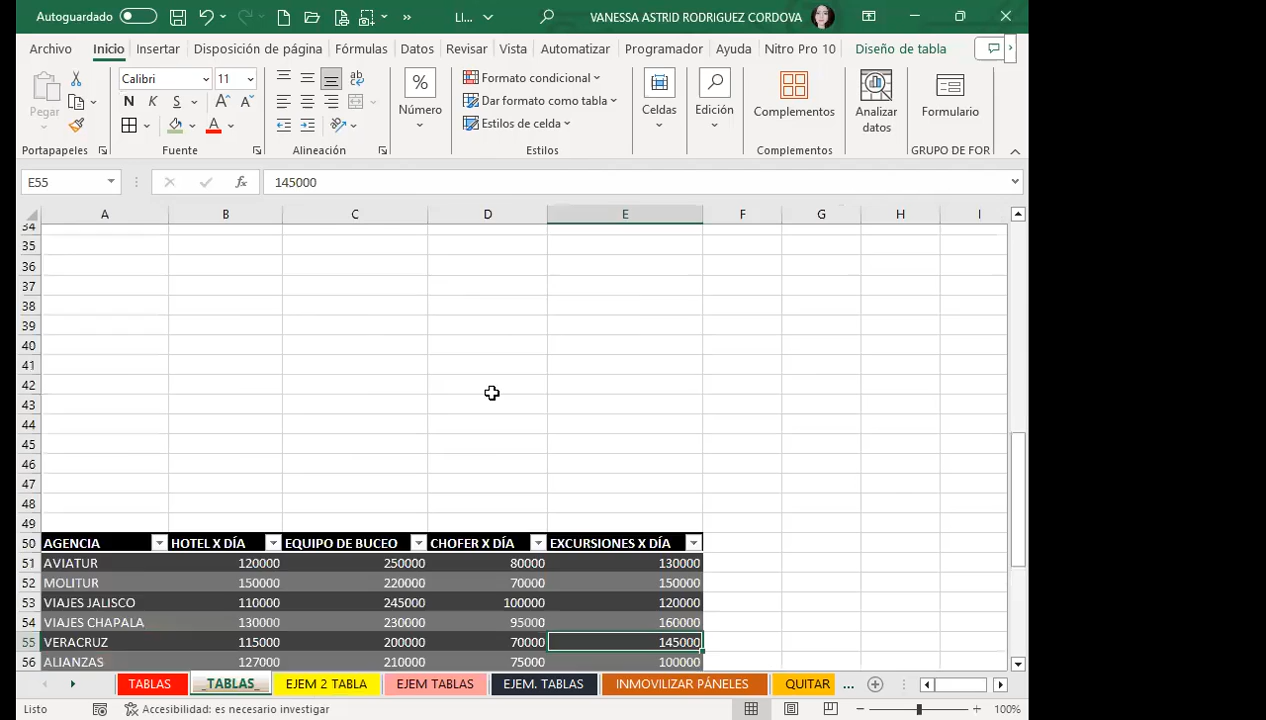 Autoguardado LI... VANESSA ASTRID RODRIGUEZ CORDOVA
Archivo Inicio Insertar Disposición de página Fórmulas Datos Revisar Vista Automatizar Programador Ayuda Nitro Pro 10 Diseño de tabla
Pegar Calibri 11 Número Formato condicional Celdas Edición Complementos Analizar datos Formulario
N K S Dar formato como tabla
Estilos de celda
Portapapeles Fuente Alineación Estilos Complementos GRUPO DE FOR
E55 fx 145000
A B C D E F G H I
34
35
36
37
38
39
40
41
42
43
44
45
46
47
48
49
50 AGENCIA HOTEL X DÍA EQUIPO DE BUCEO CHOFER X DÍA EXCURSIONES X DÍA
51 AVIATUR 120000 250000 80000 130000
52 MOLITUR 150000 220000 70000 150000
53 VIAJES JALISCO 110000 245000 100000 120000
54 VIAJES CHAPALA 130000 230000 95000 160000
55 VERACRUZ 115000 200000 70000 145000
56 ALIANZAS 127000 210000 75000 100000
TABLAS _TABLAS_ EJEM 2 TABLA EJEM TABLAS EJEM. TABLAS INMOVILIZAR PÁNELES QUITAR ...
Listo Accesibilidad: es necesario investigar 100%